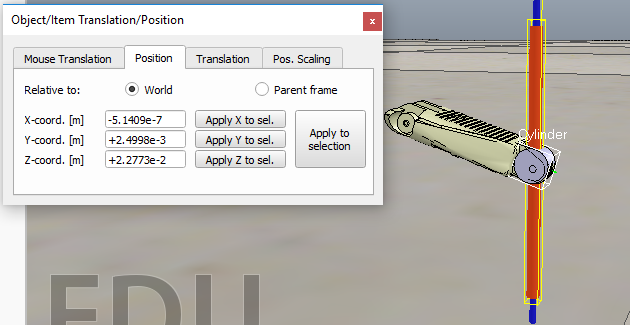 Object/Item Translation/Position
x
Mouse Translation Position Translation Pos. Scaling
Relative to: World Parent frame
X-coord. [m] -5.1409e-7 Apply X to sel.
Y-coord. [m] +2.4998e-3 Apply Y to sel.
Z-coord. [m] +2.2773e-2 Apply Z to sel.
Apply to
selection
Cylinder
EDU